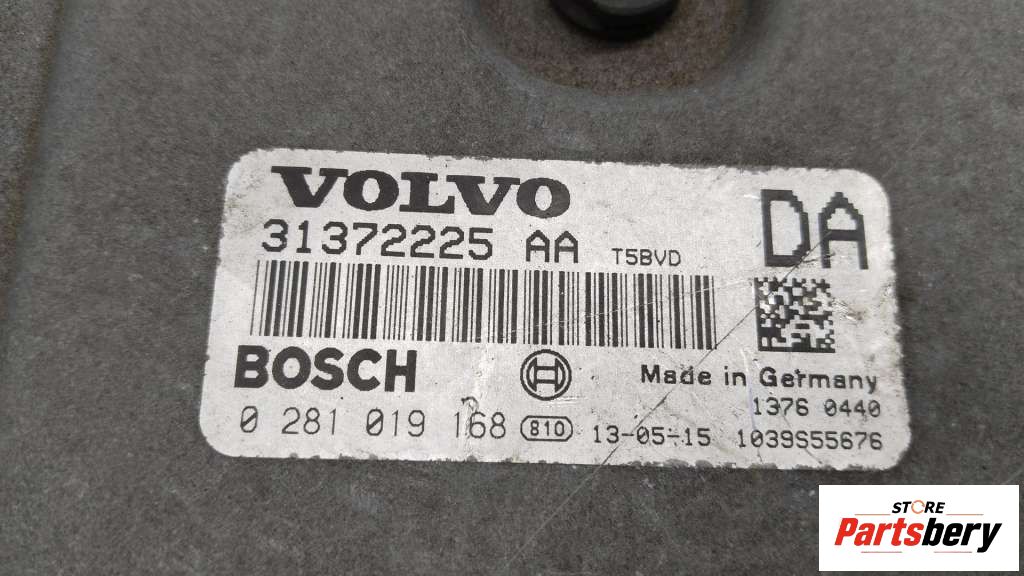 VOLVO
31372225 AA T5BVD
DA
BOSCH
Made in Germany
1376 0440
0 281 019 168 810 13-05-15 1039S55676
STORE
Partsbery